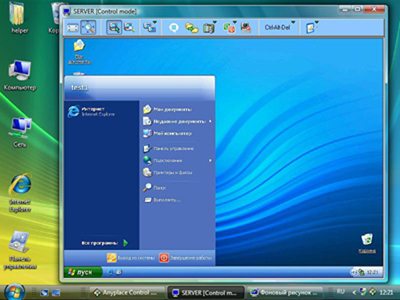 helper
Кор
Компьютер
Сеть
Internet
Explorer
Панель
управления
SERVER [Control mode]
Ctrl-Alt-Del
test1
Интернет
Internet Explorer
Мои документы
Недавние документы
Мой компьютер
Панель управления
Подключение
Принтеры и факсы
Поиск
Выполнить...
Все программы
Выход из системы
Завершение работы
пуск
12:21
Anyplace Control ...
SERVER [Control m...
Фоновый рисунок ...
RU
12:21